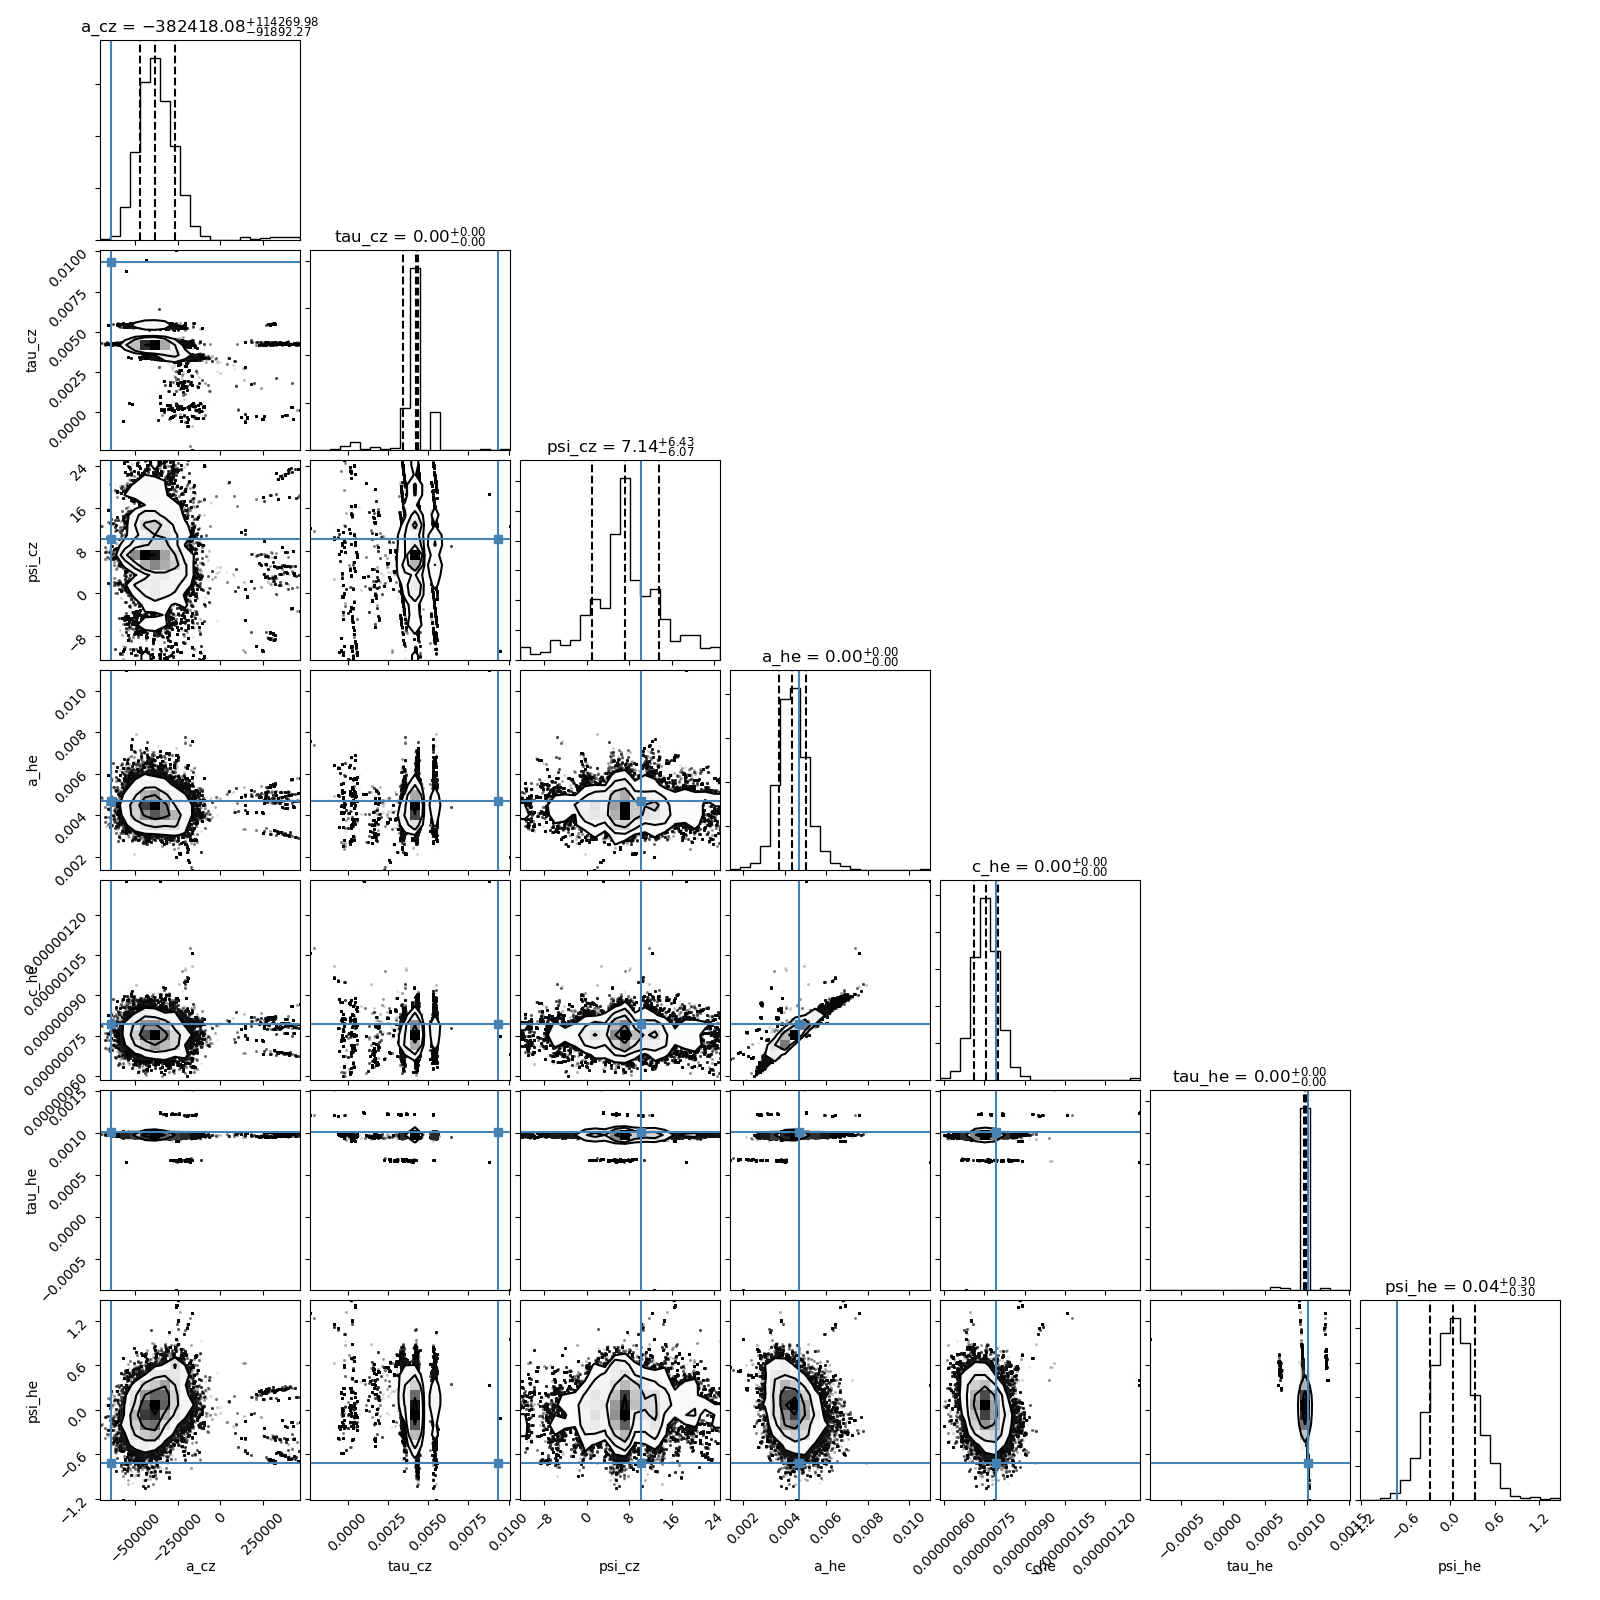 a_cz = −382418.08 +114269.98 −91892.27
0.0100
0.0075
0.0050
0.0025
0.0000
tau_cz
tau_cz = 0.00 +0.00 −0.00
24
16
8
0
−8
psi_cz
psi_cz = 7.14 +6.43 −6.07
0.010
0.008
0.006
0.004
0.002
a_he
a_he = 0.00 +0.00 −0.00
0.00000120
0.00000105
0.00000090
0.00000075
0.00000060
c_he
c_he = 0.00 +0.00 −0.00
0.0015
0.0010
0.0005
0.0000
−0.0005
tau_he
tau_he = 0.00 +0.00 −0.00
1.2
0.6
0.0
−0.6
−1.2
psi_he
psi_he = 0.04 +0.30 −0.30
−500000 −250000 0 250000
0.0000 0.0025 0.0050 0.0075 0.0100
−8 0 8 16 24
0.002 0.004 0.006 0.008 0.010
0.00000060 0.00000075 0.00000090 0.00000105 0.00000120
−0.0005 0.0000 0.0005 0.0010 0.0015
−1.2 −0.6 0.0 0.6 1.2
a_cz tau_cz psi_cz a_he c_he tau_he psi_he